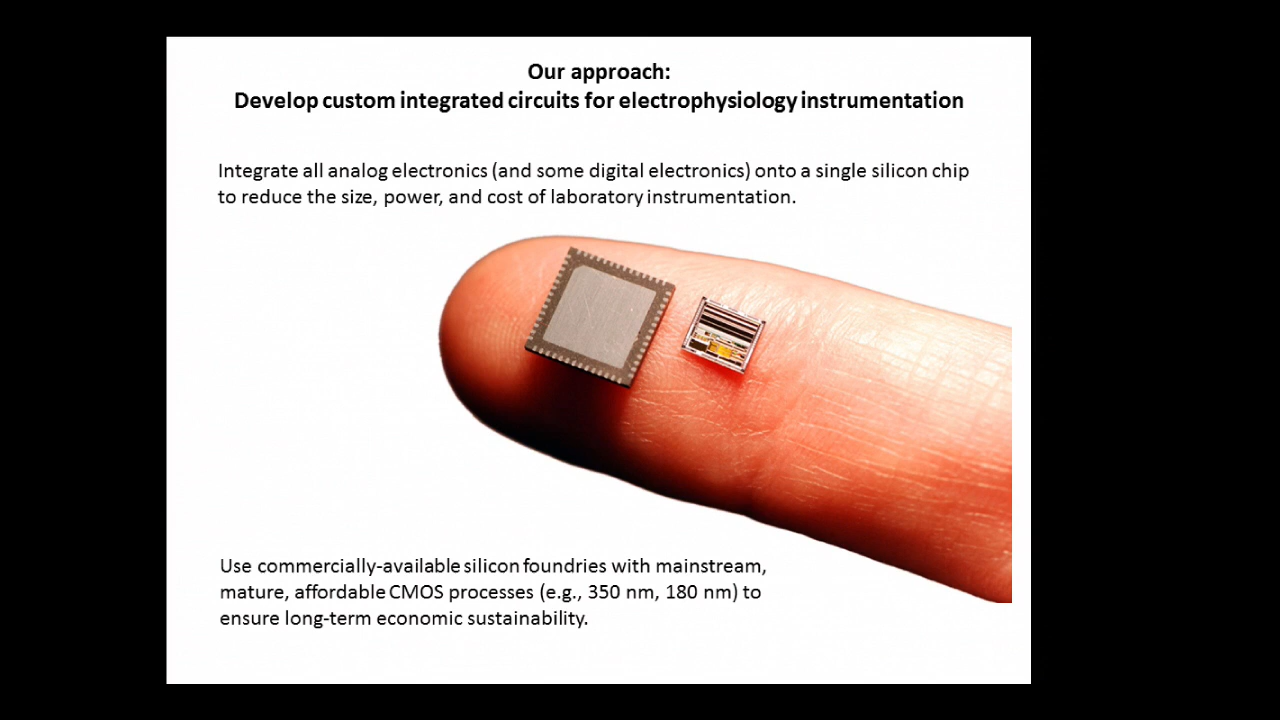 Our approach:
Develop custom integrated circuits for electrophysiology instrumentation
Integrate all analog electronics (and some digital electronics) onto a single silicon chip
to reduce the size, power, and cost of laboratory instrumentation.
Use commercially-available silicon foundries with mainstream,
mature, affordable CMOS processes (e.g., 350 nm, 180 nm) to
ensure long-term economic sustainability.